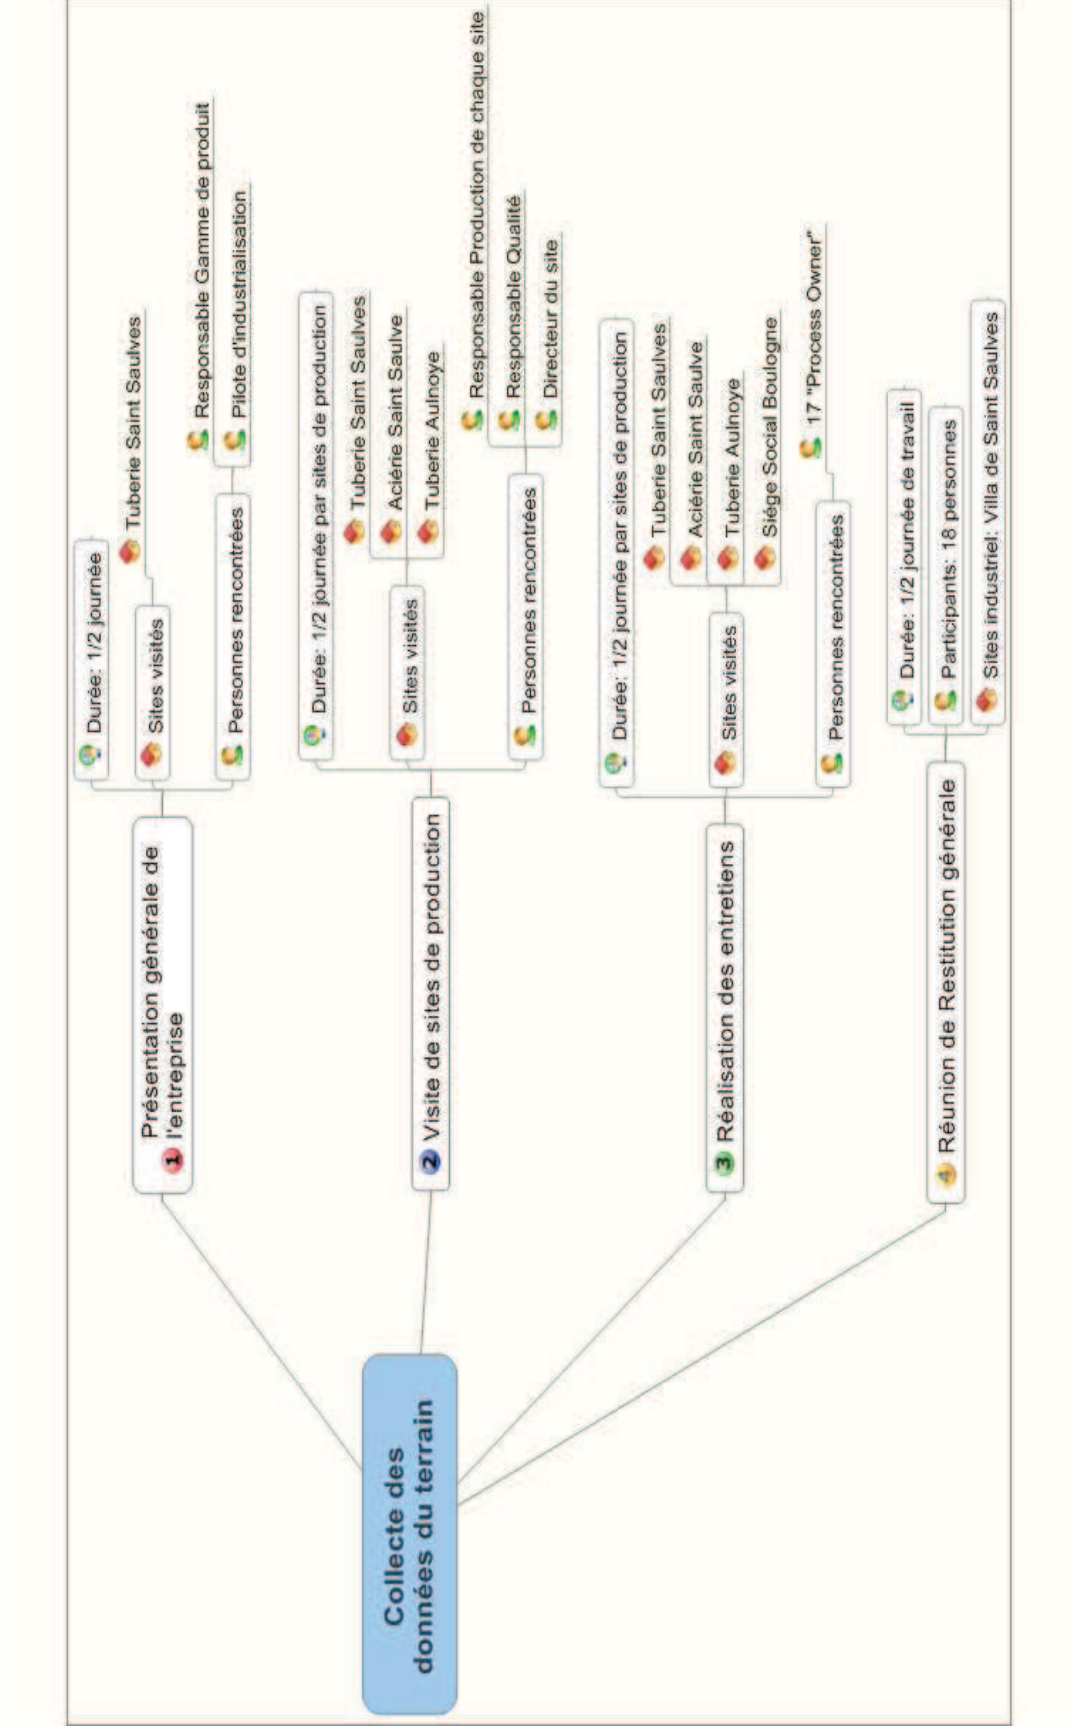 Collecte des
données du terrain
1 Présentation générale de
l'entreprise
Durée: 1/2 journée
Sites visités
Tuberie Saint Saulves
Personnes rencontrées
Responsable Gamme de produit
Pilote d'industrialisation
2 Visite de sites de production
Durée: 1/2 journée par sites de production
Sites visités
Tuberie Saint Saulves
Aciérie Saint Saulve
Tuberie Aulnoye
Personnes rencontrées
Responsable Production de chaque site
Responsable Qualité
Directeur du site
3 Réalisation des entretiens
Durée: 1/2 journée par sites de production
Sites visités
Tuberie Saint Saulves
Aciérie Saint Saulve
Tuberie Aulnoye
Siége Social Boulogne
Personnes rencontrées
17 "Process Owner"
4 Réunion de Restitution générale
Durée: 1/2 journée de travail
Participants: 18 personnes
Sites industriel: Villa de Saint Saulves